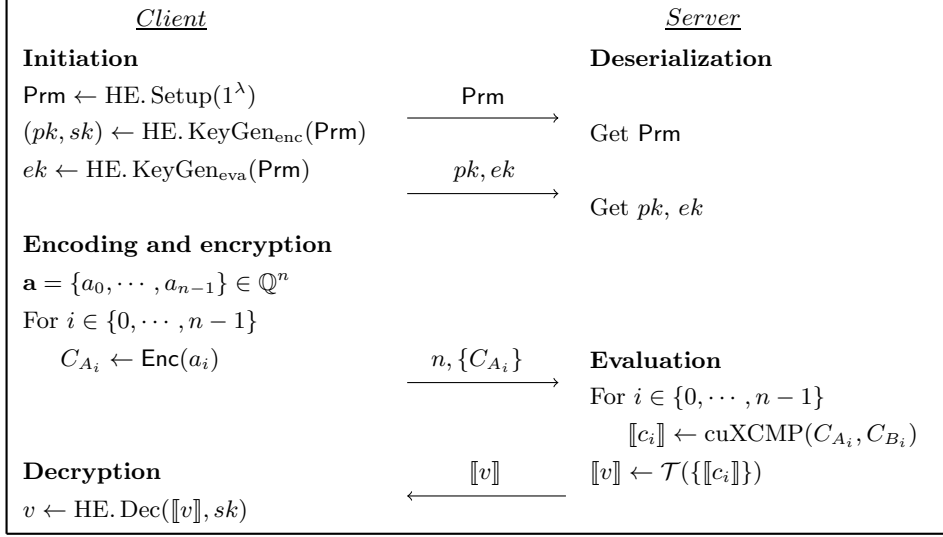 Client Server
Initiation Deserialization
Prm ← HE. Setup(1^λ) Prm
(pk, sk) ← HE. KeyGen_enc(Prm) Get Prm
ek ← HE. KeyGen_eva(Prm) pk, ek
Get pk, ek
Encoding and encryption
a = {a_0, ⋯ , a_{n−1}} ∈ ℚ^n
For i ∈ {0, ⋯ , n − 1}
C_{A_i} ← Enc(a_i) n, {C_{A_i}} Evaluation
For i ∈ {0, ⋯ , n − 1}
⟦c_i⟧ ← cuXCMP(C_{A_i}, C_{B_i})
Decryption ⟦v⟧ ⟦v⟧ ← 𝒯({⟦c_i⟧})
v ← HE. Dec(⟦v⟧, sk)